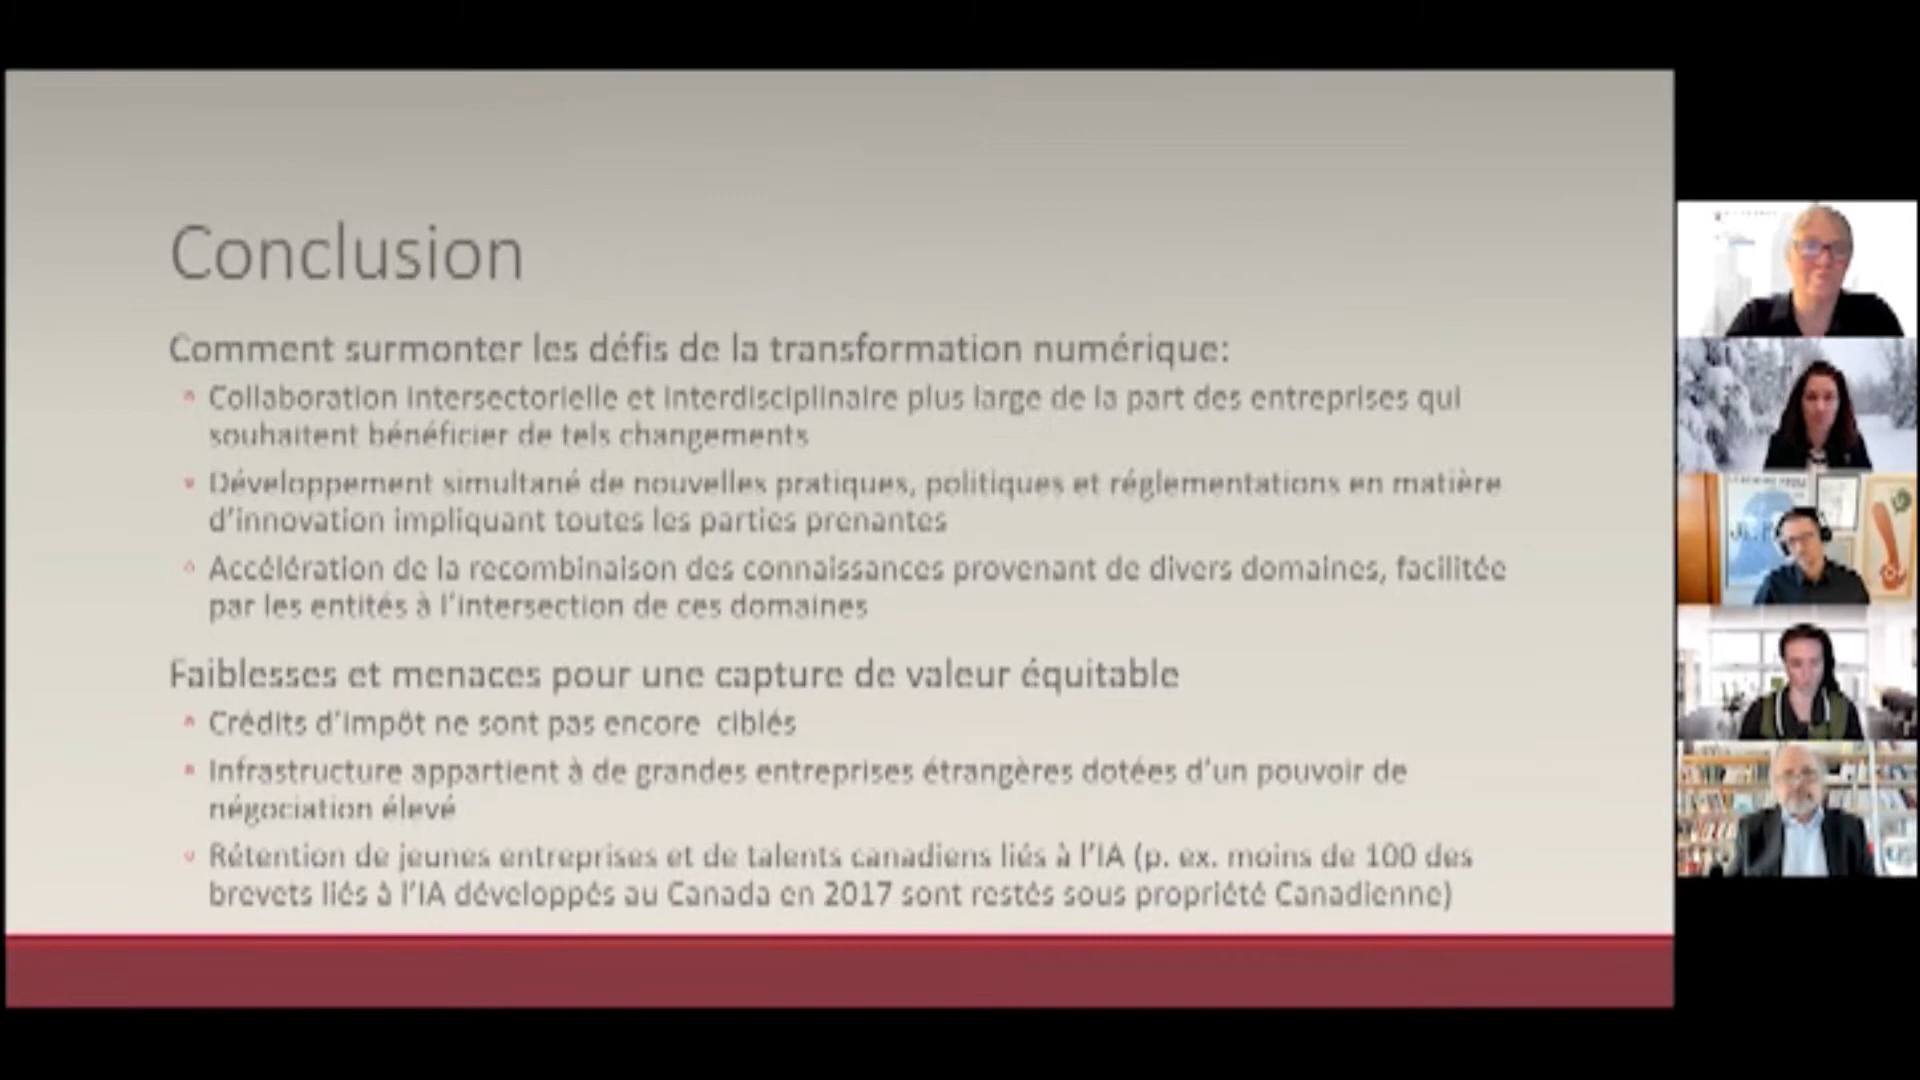 Conclusion
Comment surmonter les défis de la transformation numérique:
Collaboration intersectorielle et interdisciplinaire plus large de la part des entreprises qui
souhaitent bénéficier de tels changements
Développement simultané de nouvelles pratiques, politiques et réglementations en matière
d'innovation impliquant toutes les parties prenantes
Accélération de la recombinaison des connaissances provenant de divers domaines, facilitée
par les entités à l'intersection de ces domaines
Faiblesses et menaces pour une capture de valeur équitable
Crédits d'impôt ne sont pas encore ciblés
Infrastructure appartient à de grandes entreprises étrangères dotées d'un pouvoir de
négociation élevé
Rétention de jeunes entreprises et de talents canadiens liés à l'IA (p. ex. moins de 100 des
brevets liés à l'IA développés au Canada en 2017 sont restés sous propriété Canadienne)